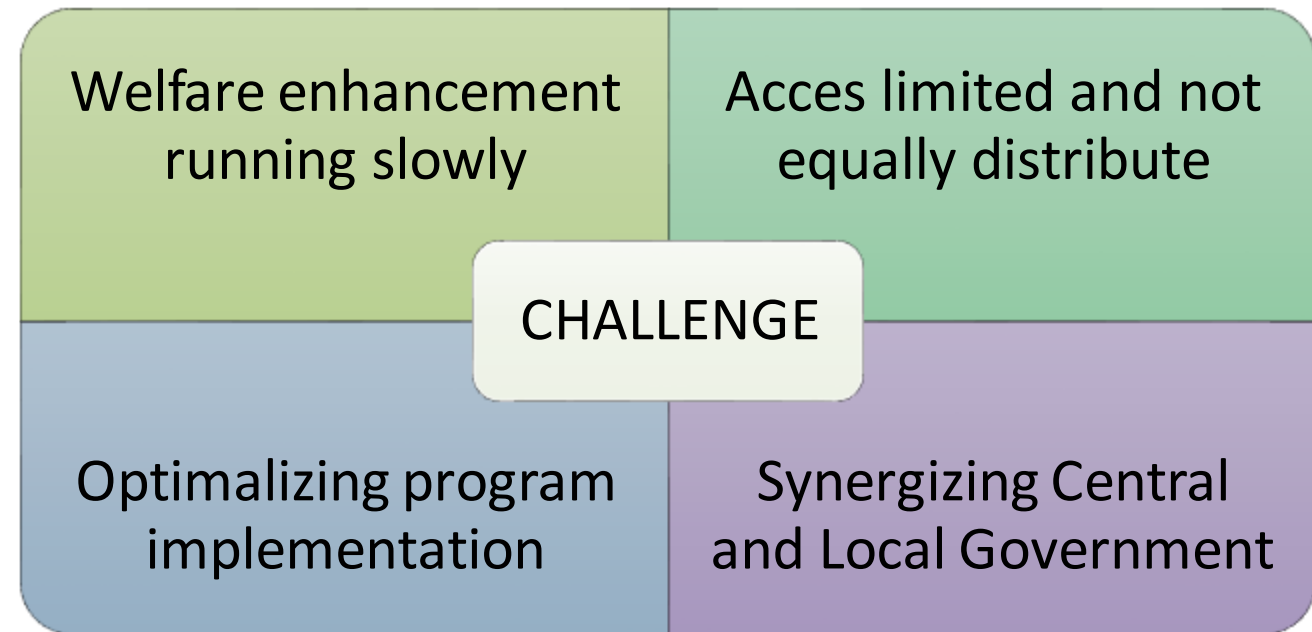 Welfare enhancement
running slowly
Acces limited and not
equally distribute
CHALLENGE
Optimalizing program
implementation
Synergizing Central
and Local Government